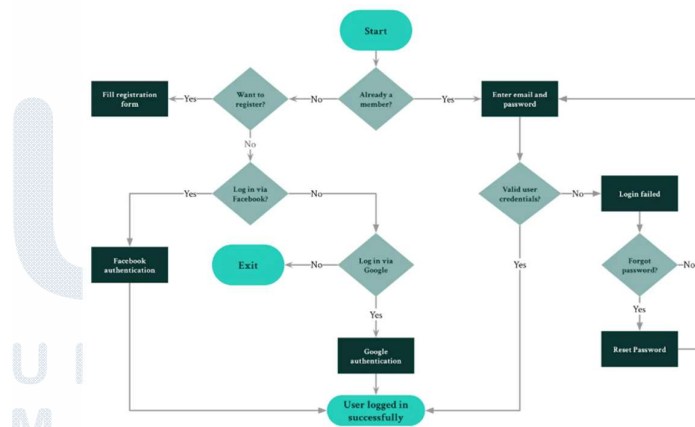 Start
Fill registration
form
Yes
Want to
register?
No
Already a
member?
Yes
Enter email and
password
No
Yes
Log in via
Facebook?
No
Valid user
credentials?
No
Login failed
Facebook
authentication
Exit
No
Log in via
Google
Yes
Forgot
password?
No
Yes
Yes
Google
authentication
Reset Password
User logged in
successfully
U
M